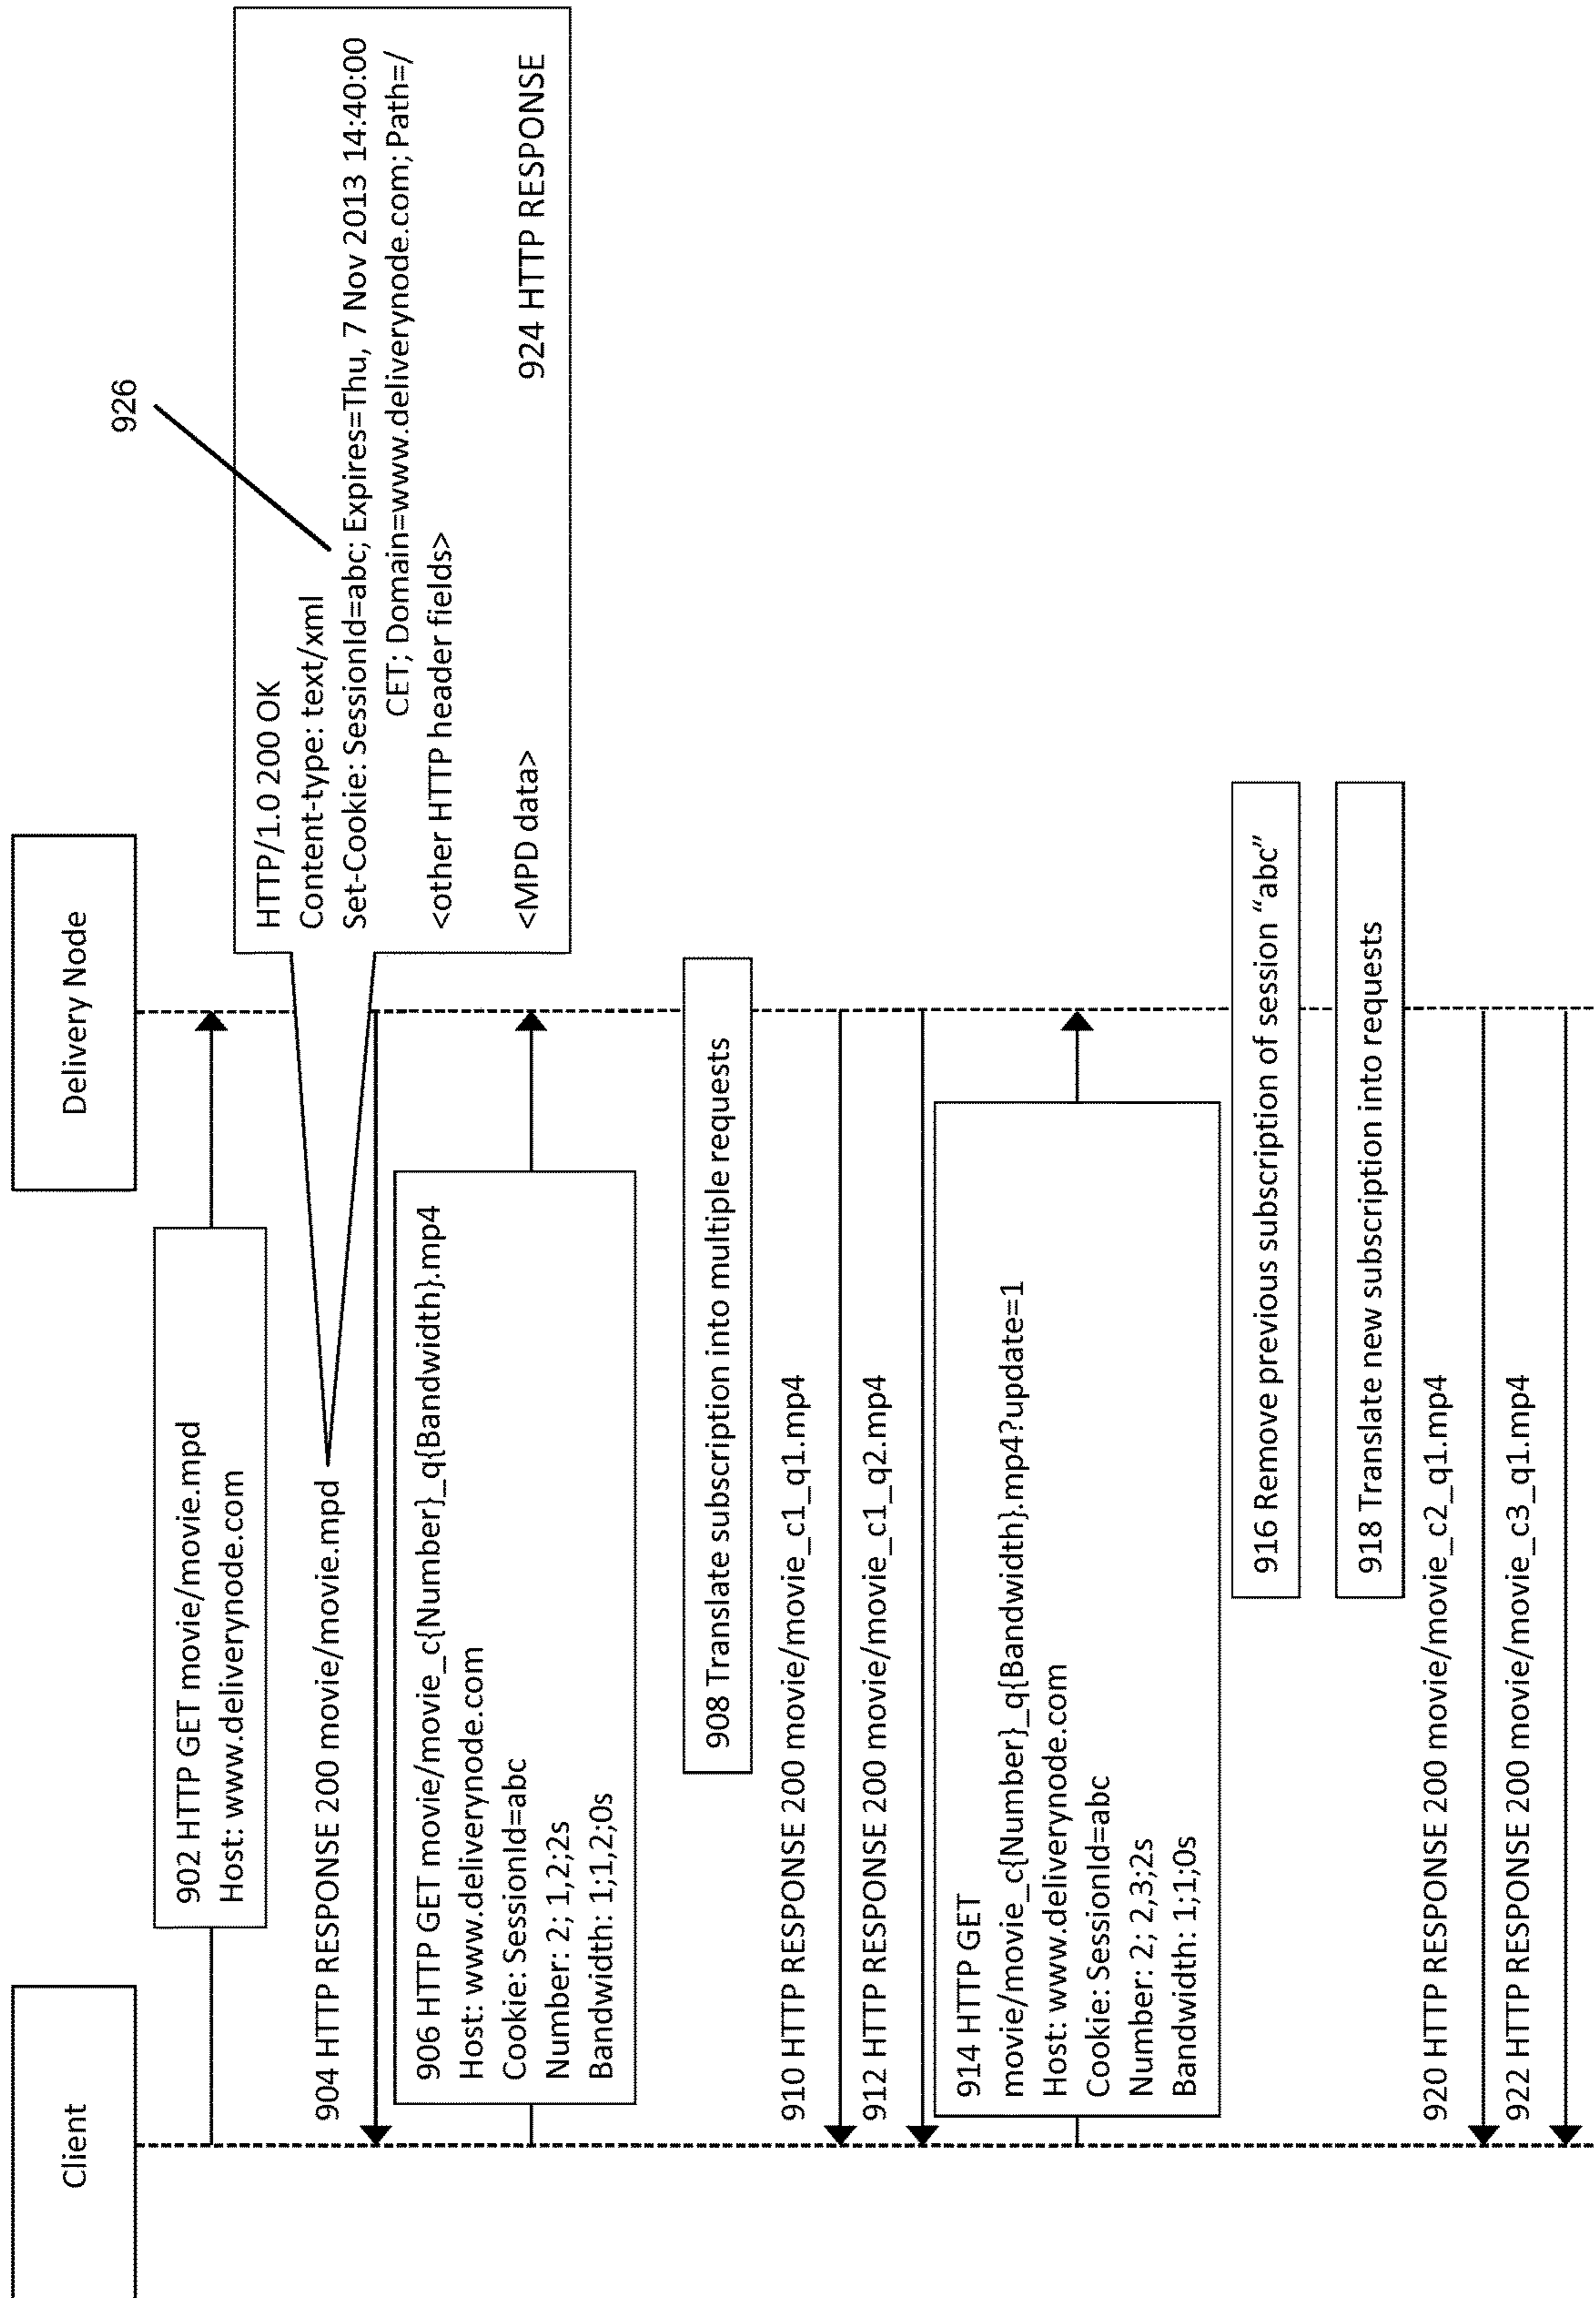 Client
Delivery Node
902 HTTP GET movie/movie.mpd
Host: www.deliverynode.com
904 HTTP RESPONSE 200 movie/movie.mpd
926
HTTP/1.0 200 OK
Content-type: text/xml
Set-Cookie: SessionId=abc; Expires=Thu, 7 Nov 2013 14:40:00
CET; Domain=www.deliverynode.com; Path=/
<other HTTP header fields>
<MPD data>
924 HTTP RESPONSE
906 HTTP GET movie/movie_c{Number}_q{Bandwidth}.mp4
Host: www.deliverynode.com
Cookie: SessionId=abc
Number: 2; 1,2;2s
Bandwidth: 1;1,2;0s
908 Translate subscription into multiple requests
910 HTTP RESPONSE 200 movie/movie_c1_q1.mp4
912 HTTP RESPONSE 200 movie/movie_c1_q2.mp4
914 HTTP GET
movie/movie_c{Number}_q{Bandwidth}.mp4?update=1
Host: www.deliverynode.com
Cookie: SessionId=abc
Number: 2; 2,3;2s
Bandwidth: 1;1;0s
916 Remove previous subscription of session “abc”
918 Translate new subscription into requests
920 HTTP RESPONSE 200 movie/movie_c2_q1.mp4
922 HTTP RESPONSE 200 movie/movie_c3_q1.mp4